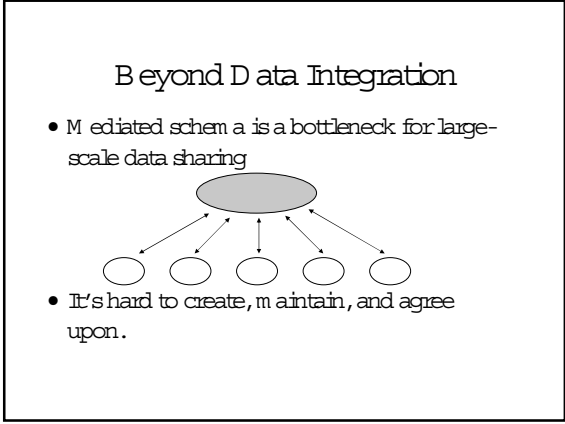 Beyond Data Integration
• Mediated schema is a bottleneck for large-
scale data sharing
• It's hard to create, maintain, and agree
upon.